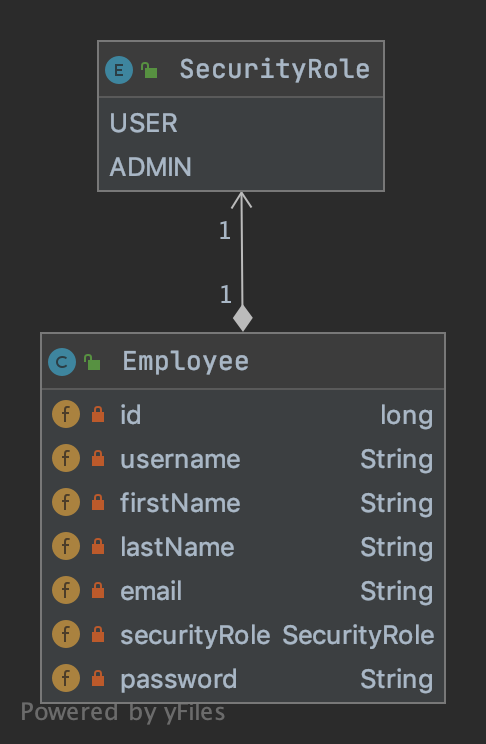 E SecurityRole
USER
ADMIN
1
1
C Employee
f id long
f username String
f firstName String
f lastName String
f email String
f securityRole SecurityRole
f password String
Powered by yFiles